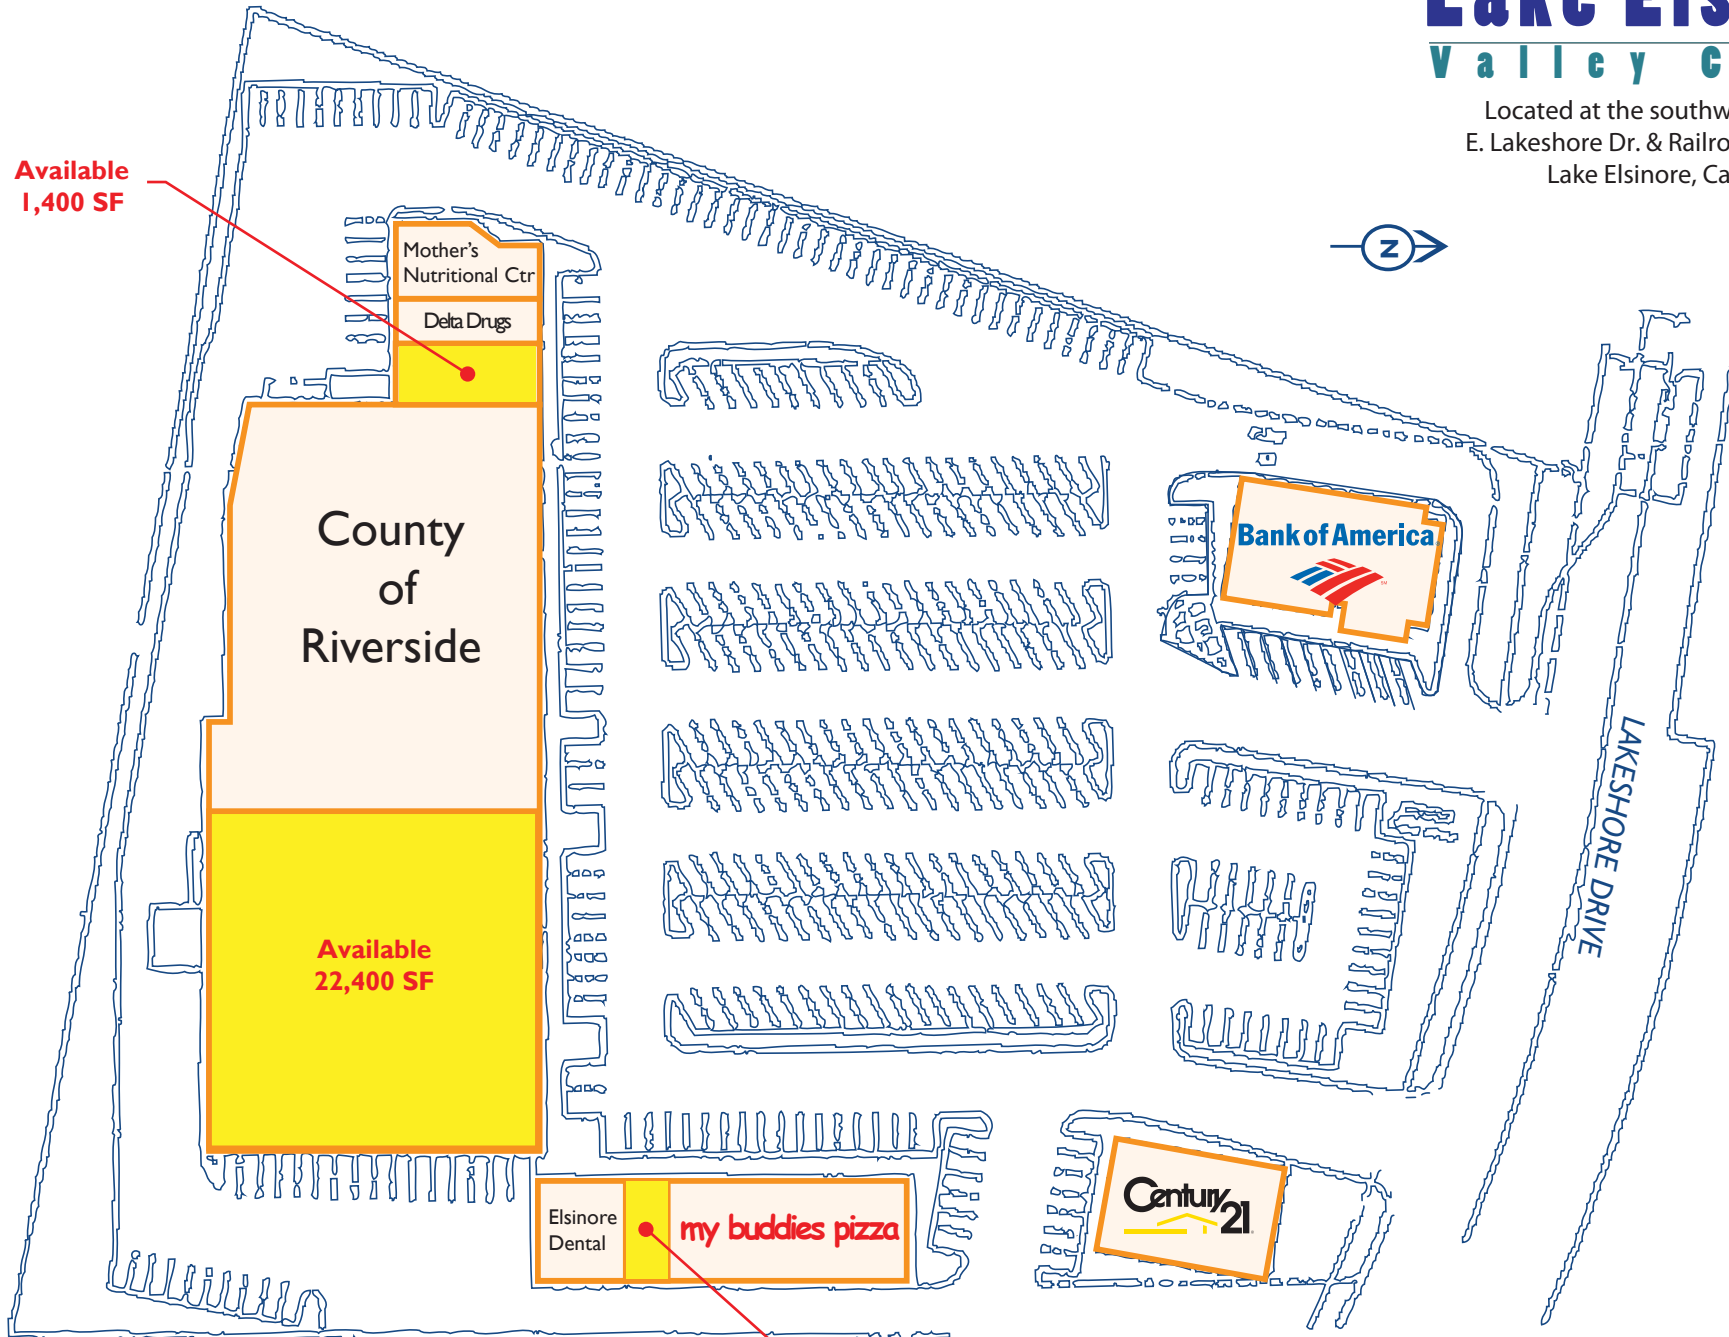 Valley C
Located at the southw
E. Lakeshore Dr. & Railro
Lake Elsinore, Ca
N
Available
1,400 SF
Mother's
Nutritional Ctr
Delta Drugs
County
of
Riverside
Bank of America
LAKESHORE DRIVE
Available
22,400 SF
Elsinore
Dental
my buddies pizza
Century 21